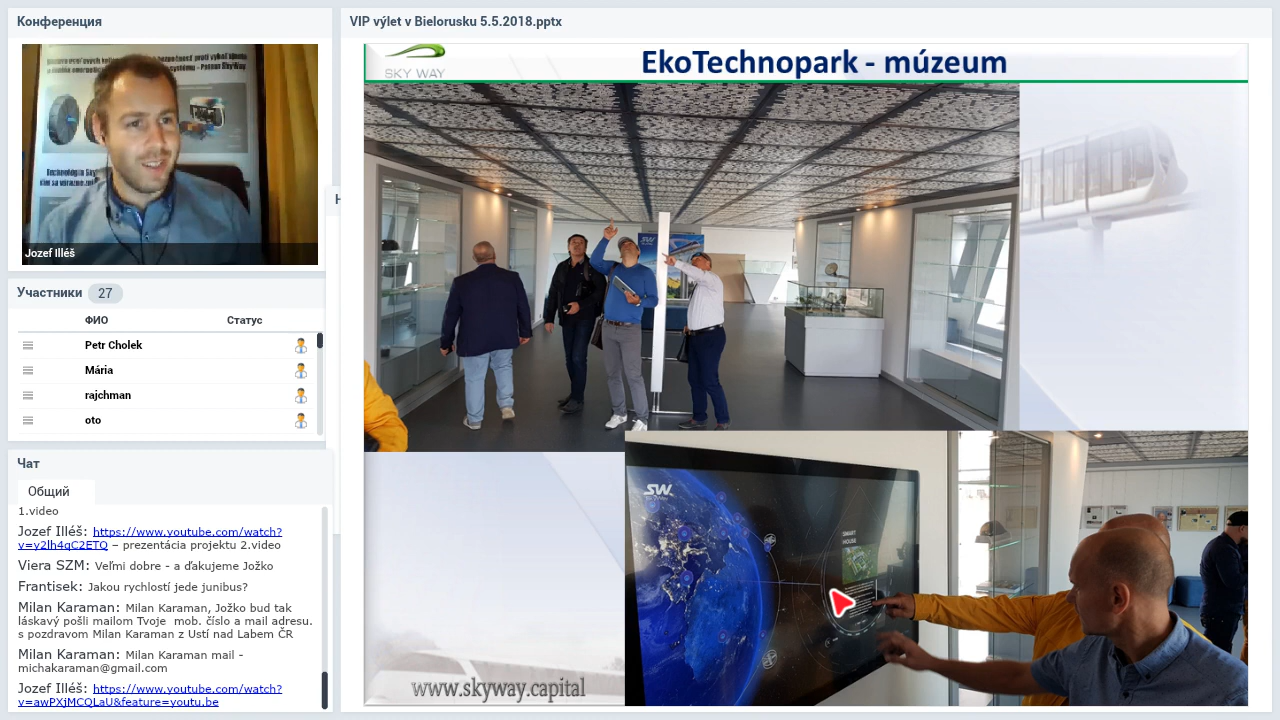 Конференция
Jozef Illéš
Участники 27
ФИО Статус
Petr Cholek
Mária
rajchman
oto
Чат
Общий
1.video
Jozef Illéš: https://www.youtube.com/watch?
v=y2lh4qC2ETQ – prezentácia projektu 2.video
Viera SZM: Veľmi dobre - a ďakujeme Jožko
Frantisek: Jakou rychlostí jede junibus?
Milan Karaman: Milan Karaman, Jožko bud tak
láskavý pošli mailom Tvoje mob. číslo a mail adresu.
s pozdravom Milan Karaman z Ustí nad Labem ČR
Milan Karaman: Milan Karaman mail -
michakaraman@gmail.com
Jozef Illéš: https://www.youtube.com/watch?
v=awPXjMCQLaU&feature=youtu.be
VIP výlet v Bielorusku 5.5.2018.pptx
SKY WAY
EkoTechnopark - múzeum
SW
SW
SMART
HOUSE
www.skyway.capital